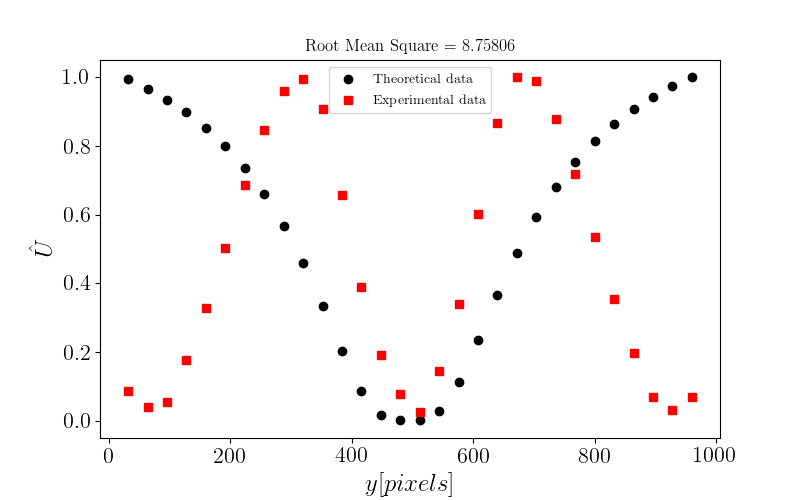 Root Mean Square = 8.75806
Theoretical data
Experimental data
1.0
0.8
0.6
0.4
0.2
0.0
Û
0 200 400 600 800 1000
y[pixels]